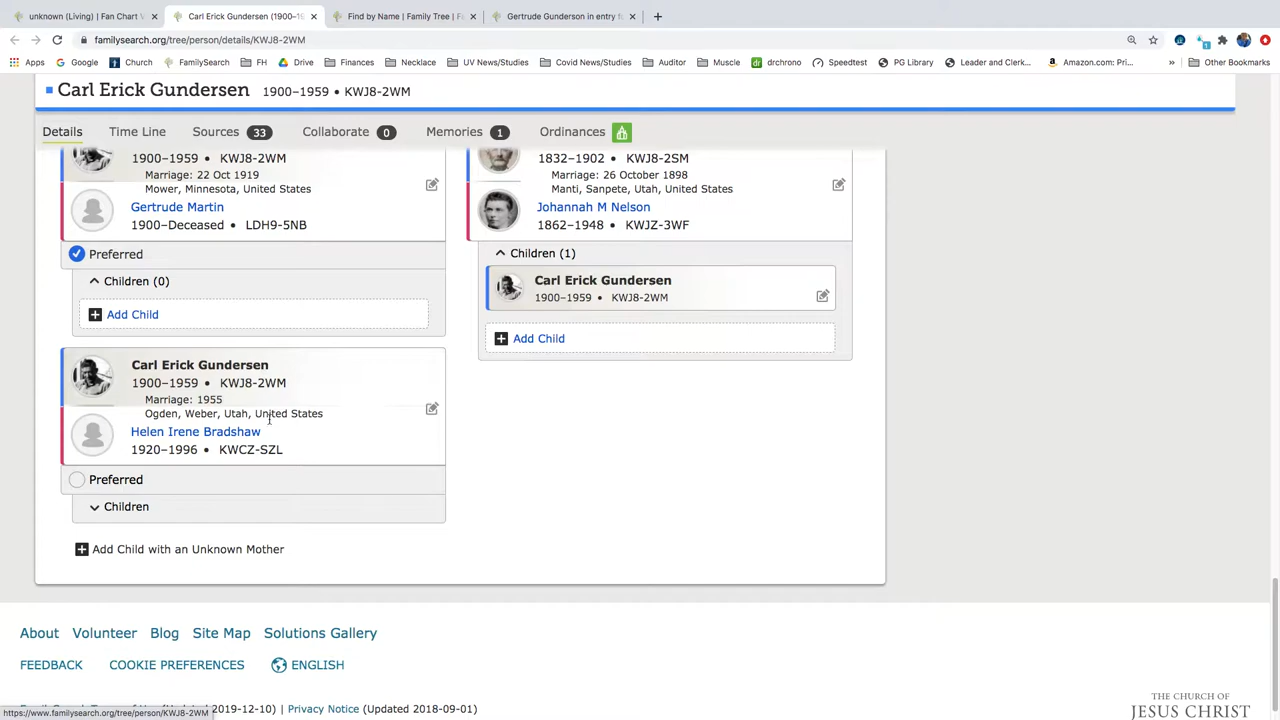 unknown (Living) | Fan Chart V
Carl Erick Gundersen (1900–19
Find by Name | Family Tree | Fa
Gertrude Gunderson in entry f
familysearch.org/tree/person/details/KWJ8-2WM
Apps Google Church FamilySearch FH Drive Finances Necklace UV News/Studies Covid News/Studies Auditor Muscle drchrono Speedtest PG Library Leader and Clerk... Amazon.com: Pri... » Other Bookmarks
Carl Erick Gundersen 1900–1959 • KWJ8-2WM
Details Time Line Sources 33 Collaborate 0 Memories 1 Ordinances
1900–1959 • KWJ8-2WM
Marriage: 22 Oct 1919
Mower, Minnesota, United States
Gertrude Martin
1900–Deceased • LDH9-5NB
Preferred
Children (0)
Add Child
Carl Erick Gundersen
1900–1959 • KWJ8-2WM
Marriage: 1955
Ogden, Weber, Utah, United States
Helen Irene Bradshaw
1920–1996 • KWCZ-SZL
Preferred
Children
Add Child with an Unknown Mother
1832–1902 • KWJ8-2SM
Marriage: 26 October 1898
Manti, Sanpete, Utah, United States
Johannah M Nelson
1862–1948 • KWJZ-3WF
Children (1)
Carl Erick Gundersen
1900–1959 • KWJ8-2WM
Add Child
About Volunteer Blog Site Map Solutions Gallery
FEEDBACK COOKIE PREFERENCES ENGLISH
2019-12-10) | Privacy Notice (Updated 2018-09-01)
https://www.familysearch.org/tree/person/KWJ8-2WM
THE CHURCH OF
JESUS CHRIST